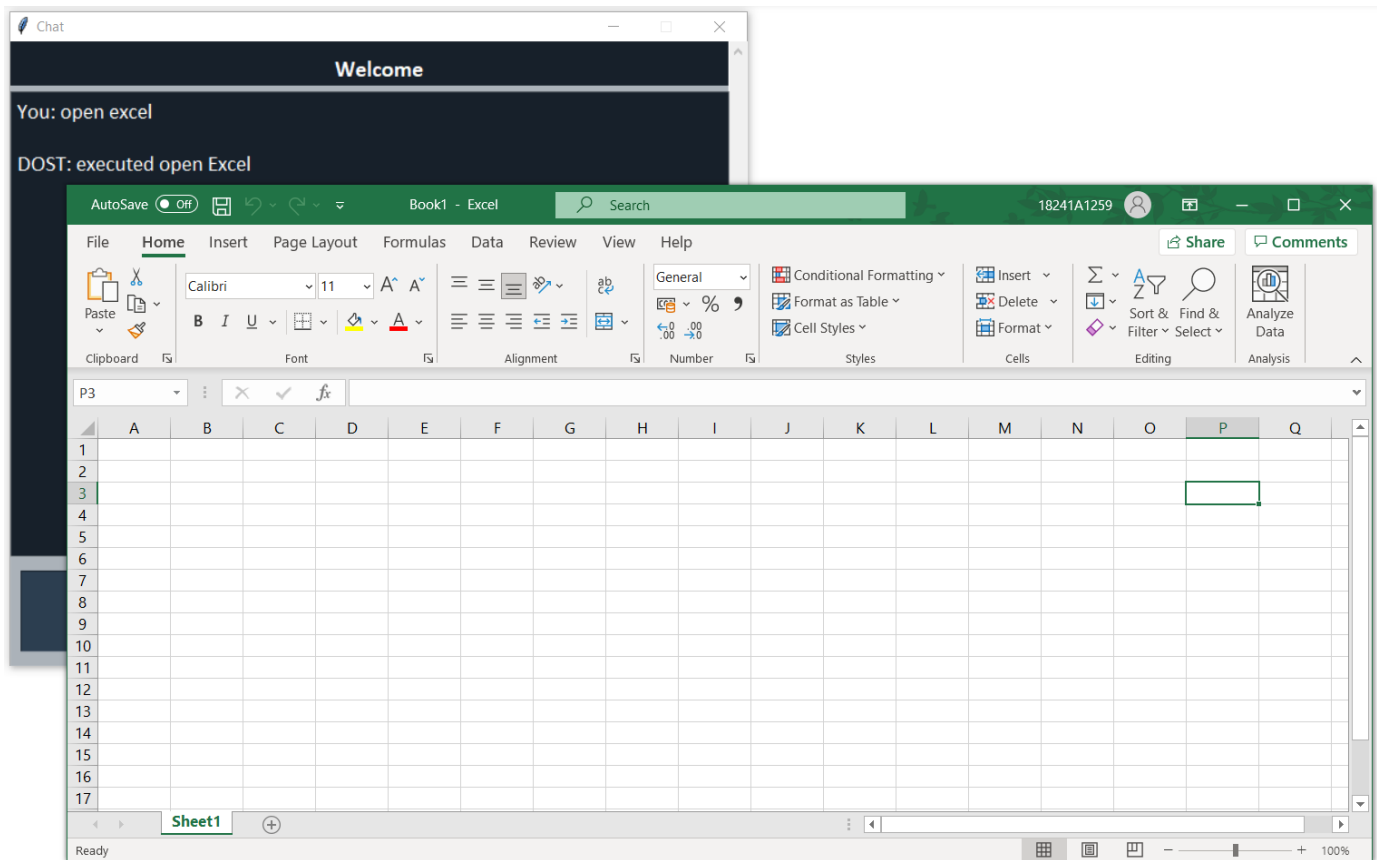 Chat
Welcome
You: open excel
DOST: executed open Excel
AutoSave Off Book1 - Excel Search 18241A1259
File Home Insert Page Layout Formulas Data Review View Help Share Comments
Paste
Calibri 11
B I U A
ab
General
% 9
.00 .00
Conditional Formatting
Format as Table
Cell Styles
Insert
Delete
Format
Sort & Filter
Find & Select
Analyze Data
Clipboard Font Alignment Number Styles Cells Editing Analysis
P3 fx
A B C D E F G H I J K L M N O P Q
1
2
3
4
5
6
7
8
9
10
11
12
13
14
15
16
17
Sheet1
Ready 100%